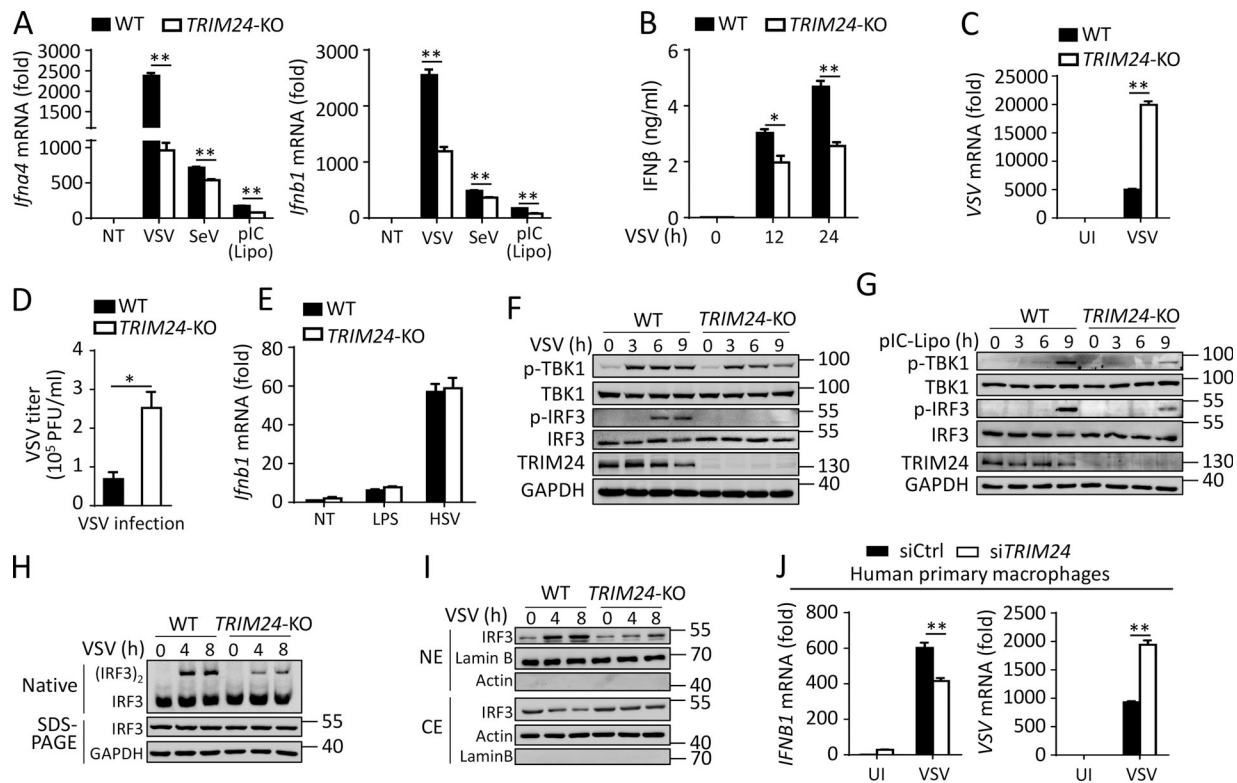 A
WT TRIM24-KO
Ifna4 mRNA (fold)
2500
2000
1500
1000
1000
500
0
** ** **
NT VSV SeV pIC
(Lipo)
Ifnb1 mRNA (fold)
3000
2000
1000
0
** ** **
NT VSV SeV pIC
(Lipo)
B
WT TRIM24-KO
IFNβ (ng/ml)
6
4
2
0
* **
VSV (h) 0 12 24
C
WT
TRIM24-KO
VSV mRNA (fold)
25000
20000
15000
10000
5000
0
**
UI VSV
D
WT
TRIM24-KO
VSV titer
(10⁵ PFU/ml)
3
2
1
0
*
VSV infection
E
WT
TRIM24-KO
Ifnb1 mRNA (fold)
80
60
40
20
0
NT LPS HSV
F
WT TRIM24-KO
VSV (h) 0 3 6 9 0 3 6 9
p-TBK1 100
TBK1 100
p-IRF3 55
IRF3 55
TRIM24 130
GAPDH 40
G
WT TRIM24-KO
pIC-Lipo (h) 0 3 6 9 0 3 6 9
p-TBK1 100
TBK1 100
p-IRF3 55
IRF3 55
TRIM24 130
GAPDH 40
H
WT TRIM24-KO
VSV (h) 0 4 8 0 4 8
Native
(IRF3)₂
IRF3
SDS-
PAGE
IRF3 55
GAPDH 40
I
WT TRIM24-KO
VSV (h) 0 4 8 0 4 8
NE
IRF3 55
Lamin B 70
Actin 40
CE
IRF3 55
Actin 40
LaminB 70
J
siCtrl siTRIM24
Human primary macrophages
IFNB1 mRNA (fold)
800
600
400
200
0
**
UI VSV
VSV mRNA (fold)
2500
2000
1500
1000
500
0
**
UI VSV